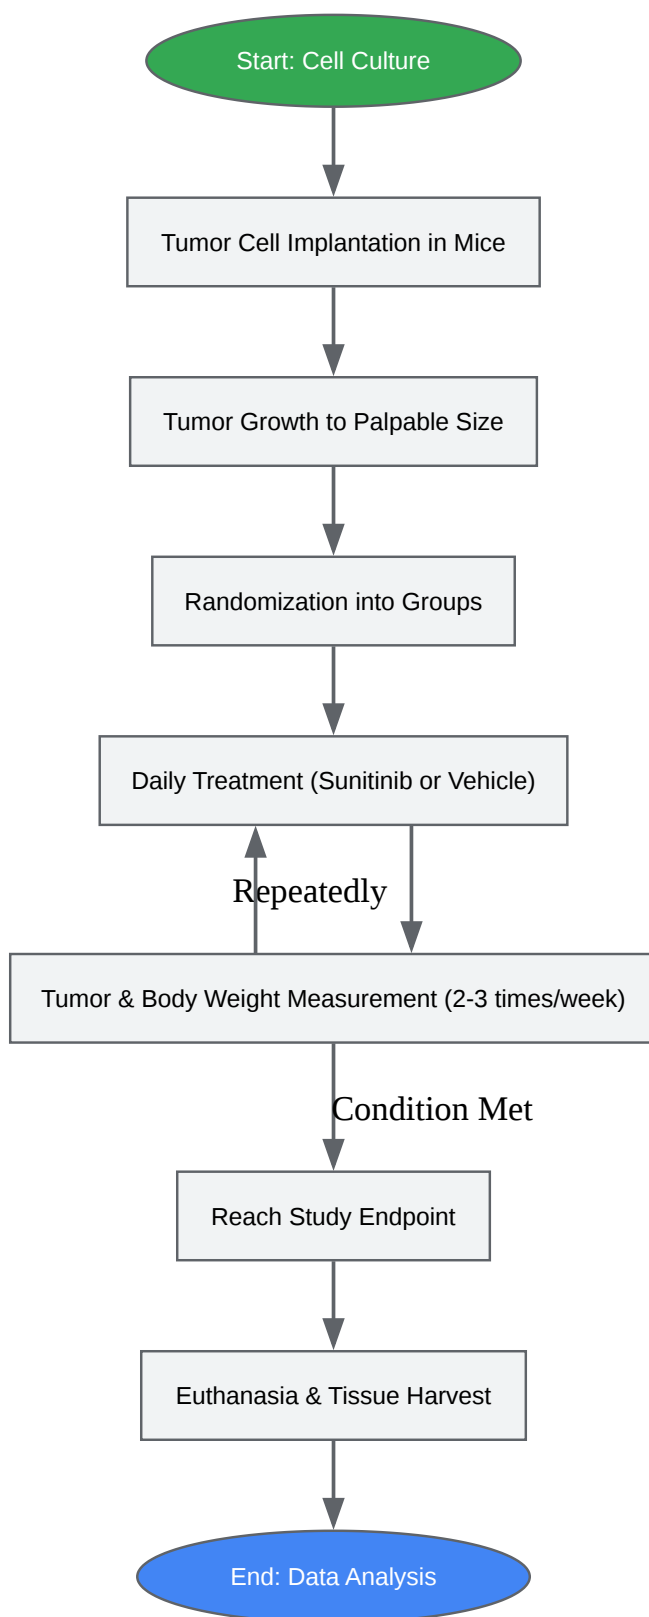 Start: Cell Culture
Tumor Cell Implantation in Mice
Tumor Growth to Palpable Size
Randomization into Groups
Daily Treatment (Sunitinib or Vehicle)
Repeatedly
Tumor & Body Weight Measurement (2-3 times/week)
Condition Met
Reach Study Endpoint
Euthanasia & Tissue Harvest
End: Data Analysis